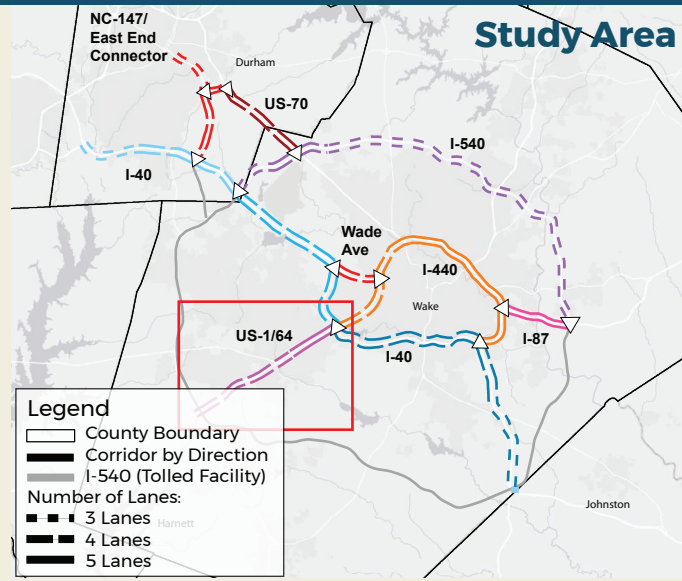 Study Area
NC-147/
East End
Connector
Durham
US-70
I-540
I-40
Wade
Ave
I-440
Wake
US-1/64
I-40
I-87
Legend
County Boundary
Corridor by Direction
I-540 (Tolled Facility)
Number of Lanes:
3 Lanes
Harnett
4 Lanes
5 Lanes
Johnston